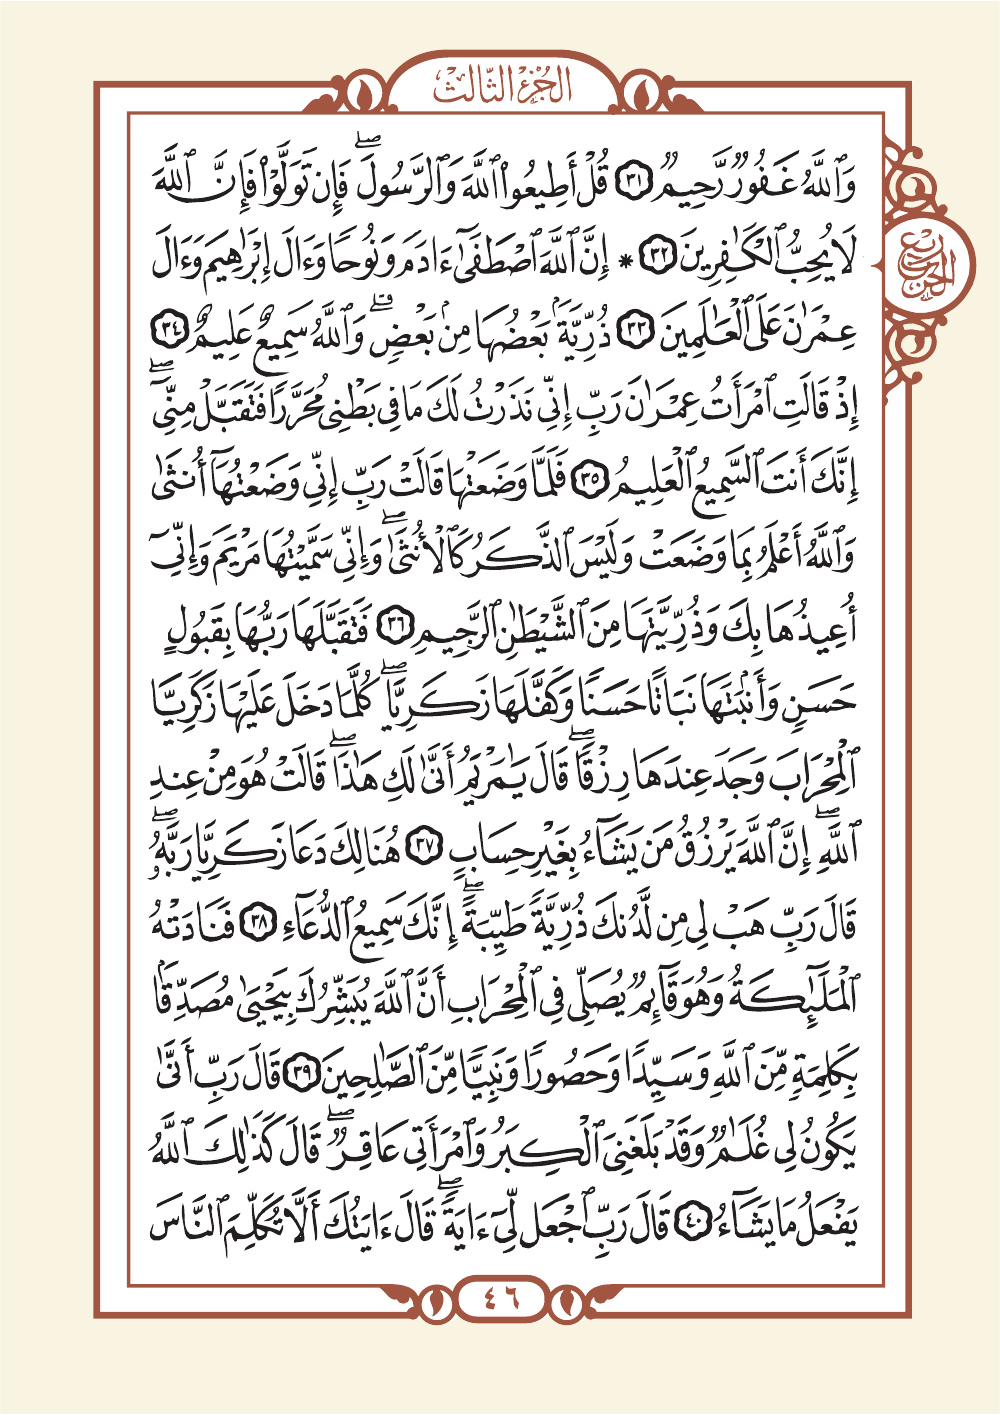 الجزء الثالث
وَٱللَّهُ غَفُورٌ رَّحِيمٌ ٣١ قُلْ أَطِيعُوا۟ ٱللَّهَ وَٱلرَّسُولَ ۖ فَإِن تَوَلَّوْا۟ فَإِنَّ ٱللَّهَ
لَا يُحِبُّ ٱلْكَٰفِرِينَ ٣٢ * إِنَّ ٱللَّهَ ٱصْطَفَىٰٓ ءَادَمَ وَنُوحًا وَءَالَ إِبْرَٰهِيمَ وَءَالَ
ربع الحزب
عِمْرَٰنَ عَلَى ٱلْعَٰلَمِينَ ٣٣ ذُرِّيَّةًۢ بَعْضُهَا مِنۢ بَعْضٍ ۗ وَٱللَّهُ سَمِيعٌ عَلِيمٌ ٣٤
إِذْ قَالَتِ ٱمْرَأَتُ عِمْرَٰنَ رَبِّ إِنِّى نَذَرْتُ لَكَ مَا فِى بَطْنِى مُحَرَّرًا فَتَقَبَّلْ مِنِّىٓ ۖ
إِنَّكَ أَنتَ ٱلسَّمِيعُ ٱلْعَلِيمُ ٣٥ فَلَمَّا وَضَعَتْهَا قَالَتْ رَبِّ إِنِّى وَضَعْتُهَآ أُنثَىٰ
وَٱللَّهُ أَعْلَمُ بِمَا وَضَعَتْ وَلَيْسَ ٱلذَّكَرُ كَٱلْأُنثَىٰ ۖ وَإِنِّى سَمَّيْتُهَا مَرْيَمَ وَإِنِّىٓ
أُعِيذُهَا بِكَ وَذُرِّيَّتَهَا مِنَ ٱلشَّيْطَٰنِ ٱلرَّجِيمِ ٣٦ فَتَقَبَّلَهَا رَبُّهَا بِقَبُولٍ
حَسَنٍ وَأَنۢبَتَهَا نَبَاتًا حَسَنًا وَكَفَّلَهَا زَكَرِيَّا ۖ كُلَّمَا دَخَلَ عَلَيْهَا زَكَرِيَّا
ٱلْمِحْرَابَ وَجَدَ عِندَهَا رِزْقًا ۖ قَالَ يَٰمَرْيَمُ أَنَّىٰ لَكِ هَٰذَا ۖ قَالَتْ هُوَ مِنْ عِندِ
ٱللَّهِ ۖ إِنَّ ٱللَّهَ يَرْزُقُ مَن يَشَآءُ بِغَيْرِ حِسَابٍ ٣٧ هُنَالِكَ دَعَا زَكَرِيَّا رَبَّهُۥ ۖ
قَالَ رَبِّ هَبْ لِى مِن لَّدُنكَ ذُرِّيَّةً طَيِّبَةً ۖ إِنَّكَ سَمِيعُ ٱلدُّعَآءِ ٣٨ فَنَادَتْهُ
ٱلْمَلَٰٓئِكَةُ وَهُوَ قَآئِمٌ يُصَلِّى فِى ٱلْمِحْرَابِ أَنَّ ٱللَّهَ يُبَشِّرُكَ بِيَحْيَىٰ مُصَدِّقًۢا
بِكَلِمَةٍ مِّنَ ٱللَّهِ وَسَيِّدًا وَحَصُورًا وَنَبِيًّا مِّنَ ٱلصَّٰلِحِينَ ٣٩ قَالَ رَبِّ أَنَّىٰ
يَكُونُ لِى غُلَٰمٌ وَقَدْ بَلَغَنِىَ ٱلْكِبَرُ وَٱمْرَأَتِى عَاقِرٌ ۖ قَالَ كَذَٰلِكَ ٱللَّهُ
يَفْعَلُ مَا يَشَآءُ ٤٠ قَالَ رَبِّ ٱجْعَل لِّىٓ ءَايَةً ۖ قَالَ ءَايَتُكَ أَلَّا تُكَلِّمَ ٱلنَّاسَ
٤٦